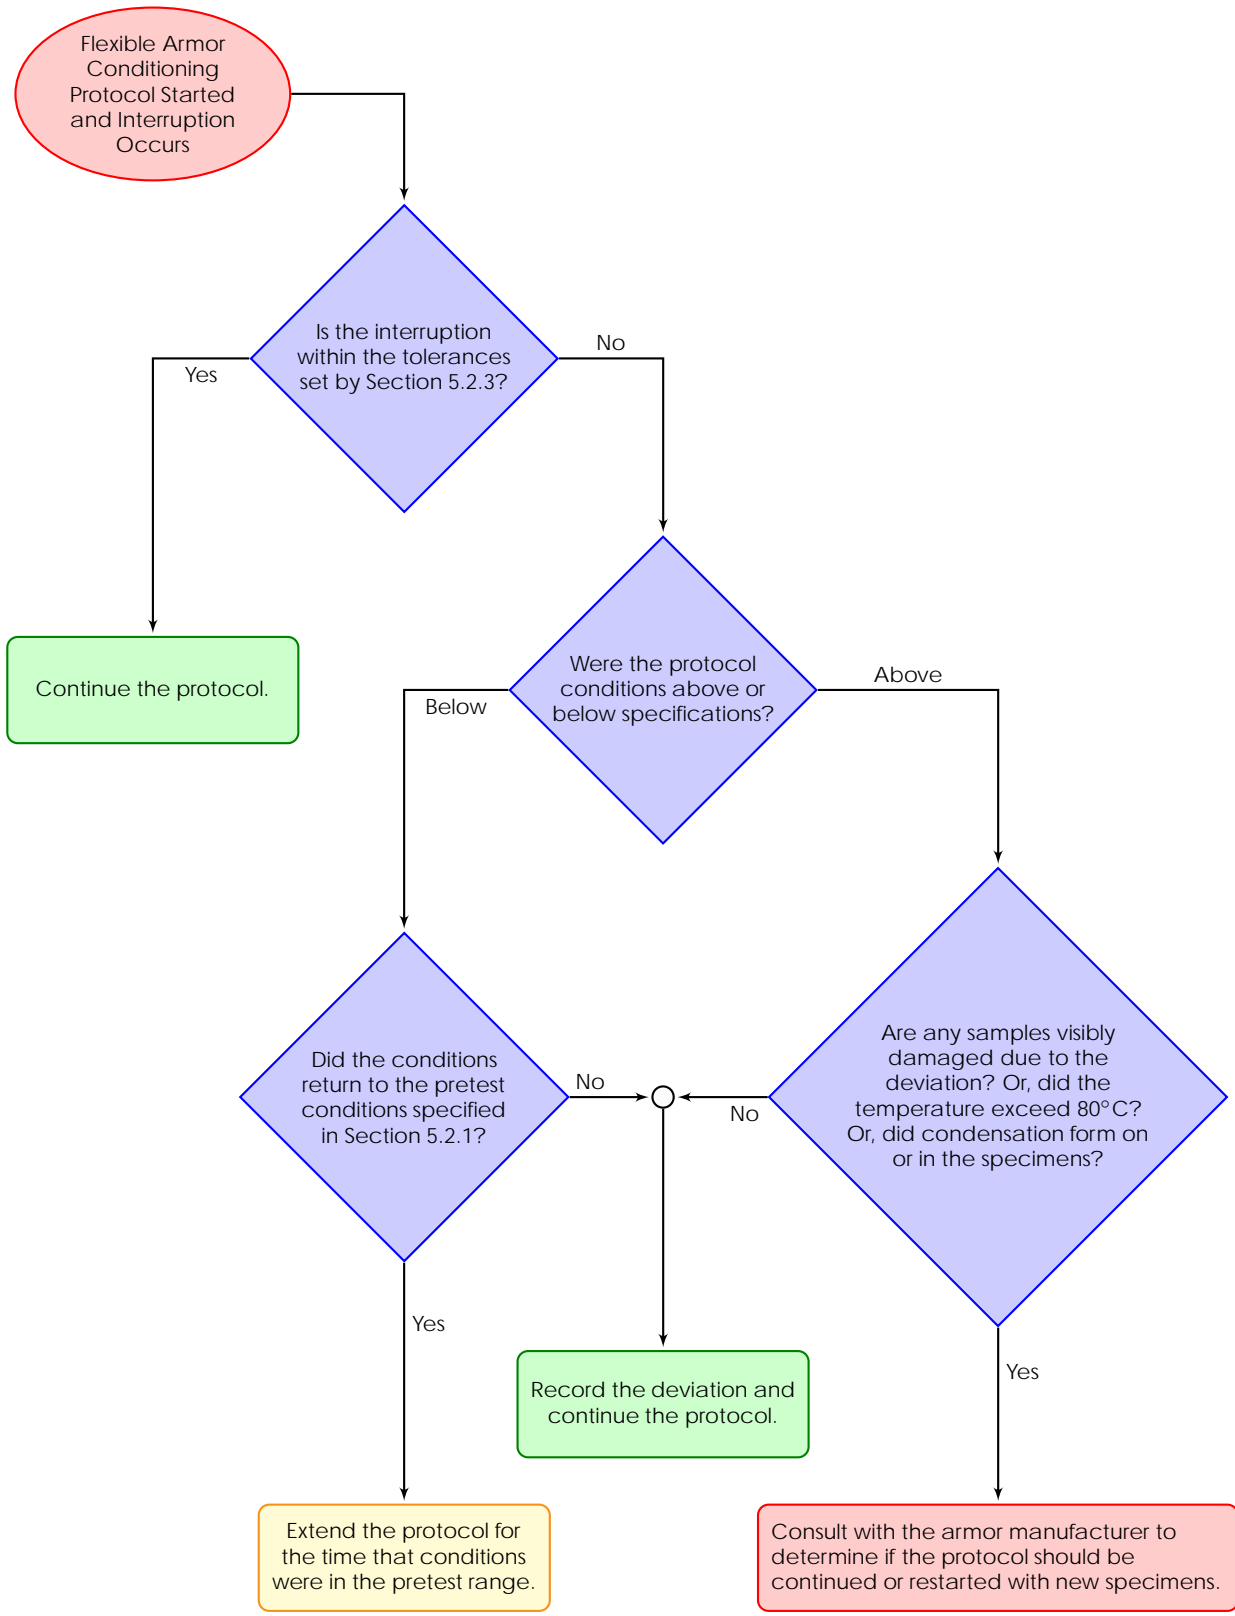 Flexible Armor
Conditioning
Protocol Started
and Interruption
Occurs
Is the interruption
within the tolerances
set by Section 5.2.3?
Yes
No
Continue the protocol.
Were the protocol
conditions above or
below specifications?
Below
Above
Did the conditions
return to the pretest
conditions specified
in Section 5.2.1?
No
Are any samples visibly
damaged due to the
deviation? Or, did the
temperature exceed 80°C?
Or, did condensation form on
or in the specimens?
No
Yes
Record the deviation and
continue the protocol.
Yes
Extend the protocol for
the time that conditions
were in the pretest range.
Consult with the armor manufacturer to
determine if the protocol should be
continued or restarted with new specimens.